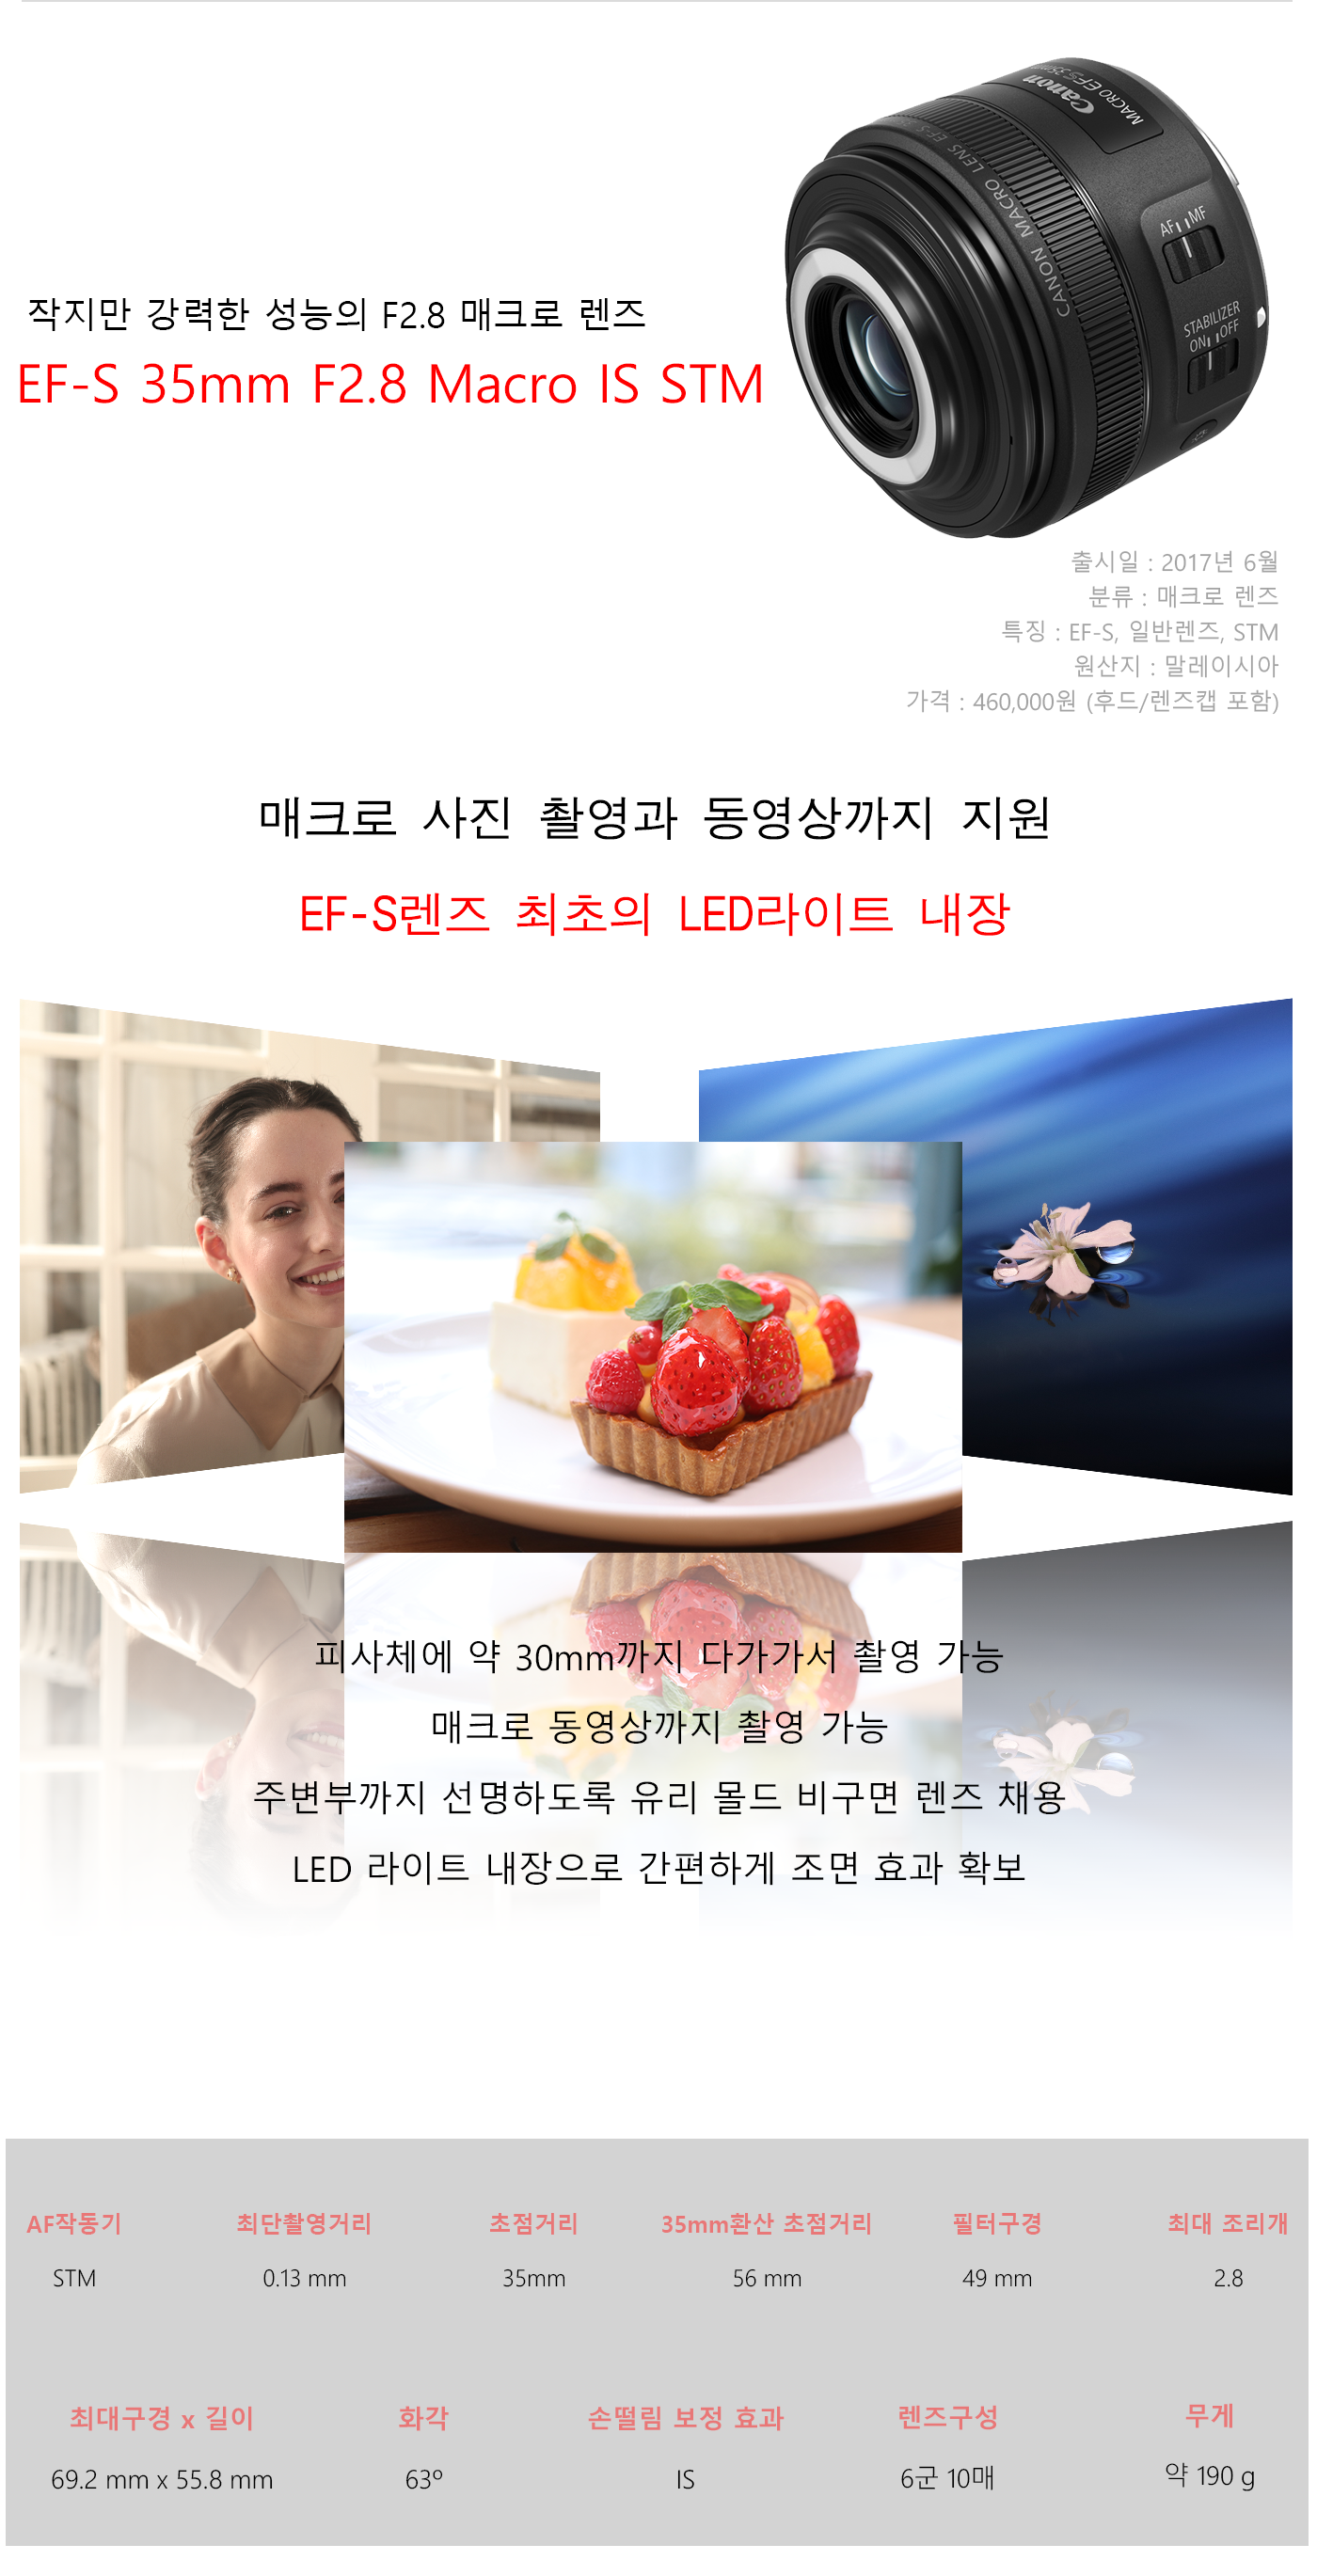 Canon
MACRO EF-S 35mm
CANON MACRO LENS EF-S
AF MF
STABILIZER
ON OFF
작지만 강력한 성능의 F2.8 매크로 렌즈
EF-S 35mm F2.8 Macro IS STM
출시일 : 2017년 6월
분류 : 매크로 렌즈
특징 : EF-S, 일반렌즈, STM
원산지 : 말레이시아
가격 : 460,000원 (후드/렌즈캡 포함)
매크로 사진 촬영과 동영상까지 지원
EF-S렌즈 최초의 LED라이트 내장
피사체에 약 30mm까지 다가가서 촬영 가능
매크로 동영상까지 촬영 가능
주변부까지 선명하도록 유리 몰드 비구면 렌즈 채용
LED 라이트 내장으로 간편하게 조면 효과 확보
AF작동기 최단촬영거리 초점거리 35mm환산 초점거리 필터구경 최대 조리개
STM 0.13 mm 35mm 56 mm 49 mm 2.8
최대구경 x 길이 화각 손떨림 보정 효과 렌즈구성 무게
69.2 mm x 55.8 mm 63º IS 6군 10매 약 190 g